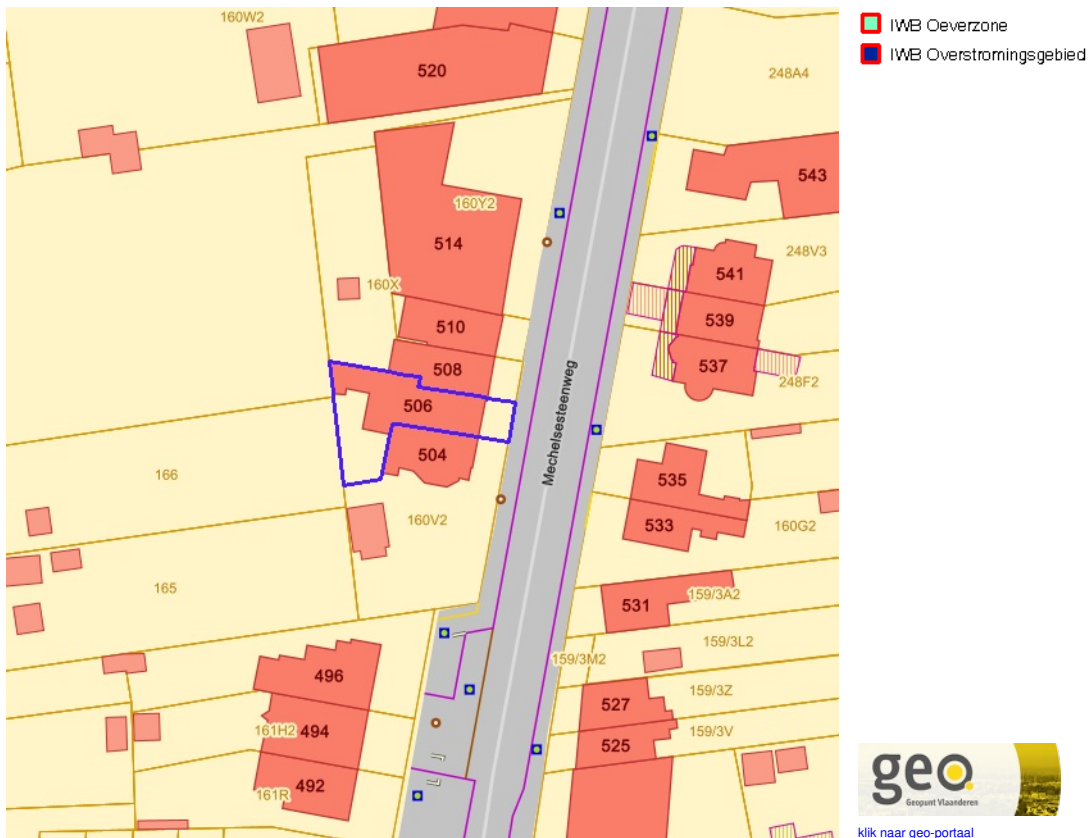 160W2
520
248A4
543
160Y2
514
248V3
541
160X
510
539
508
537
248F2
506
Mechelsesteenweg
504
535
166
533
160V2
160G2
165
531
159/3A2
159/3L2
159/3M2
496
159/3Z
527
161H2
494
159/3V
525
492
161R
IWB Oeverzone
IWB Overstromingsgebied
geo
Geopunt Vlaanderen
klik naar geo-portaal